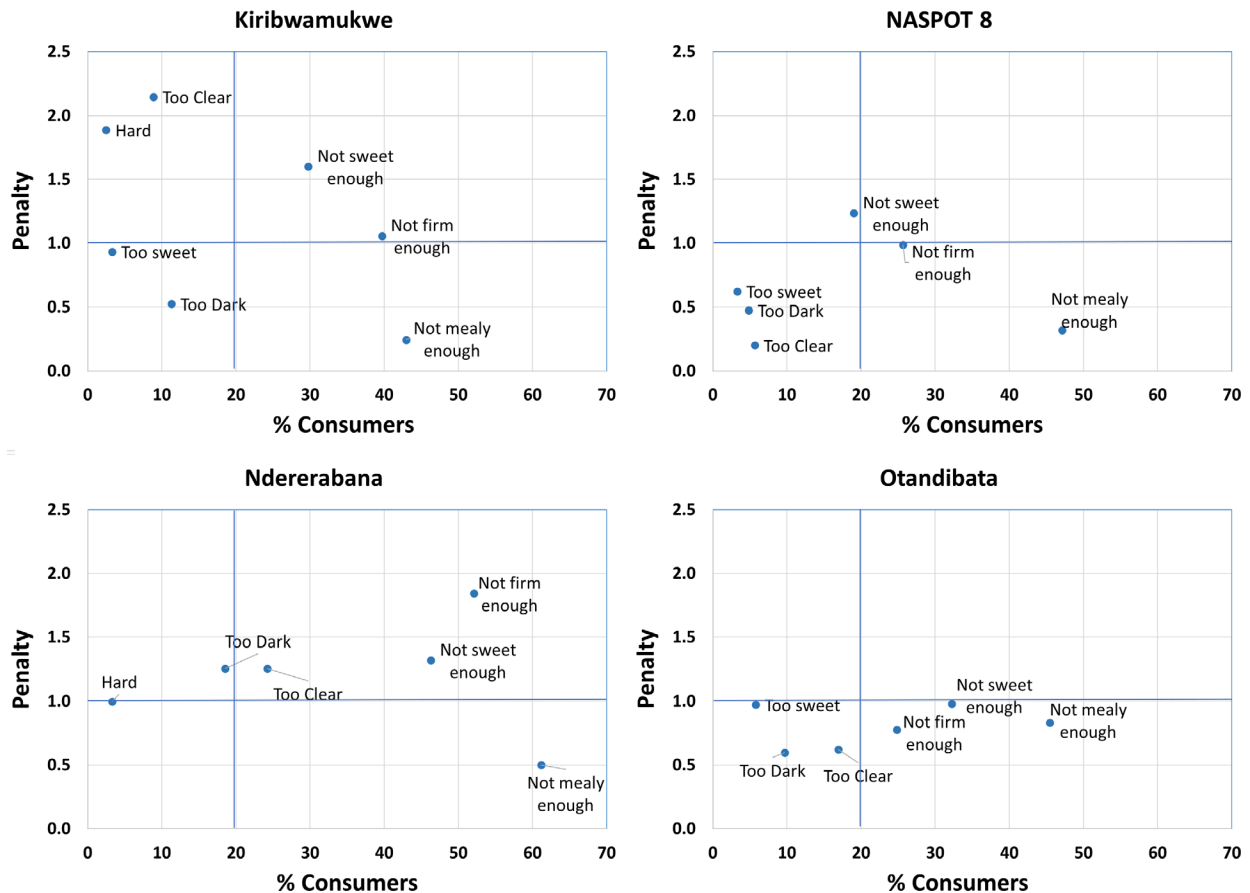 Kiribwamukwe
2.5
2.0
1.5
1.0
0.5
0.0
Penalty
Too Clear
Hard
Not sweet
enough
Not firm
enough
Too sweet
Too Dark
Not mealy
enough
0 10 20 30 40 50 60 70
% Consumers
NASPOT 8
2.5
2.0
1.5
1.0
0.5
0.0
Penalty
Not sweet
enough
Not firm
enough
Too sweet
Too Dark
Too Clear
Not mealy
enough
0 10 20 30 40 50 60 70
% Consumers
Ndererabana
2.5
2.0
1.5
1.0
0.5
0.0
Penalty
Not firm
enough
Too Dark
Not sweet
enough
Hard
Too Clear
Not mealy
enough
0 10 20 30 40 50 60 70
% Consumers
Otandibata
2.5
2.0
1.5
1.0
0.5
0.0
Penalty
Not sweet
enough
Too sweet
Not mealy
enough
Not firm
enough
Too Dark
Too Clear
0 10 20 30 40 50 60 70
% Consumers